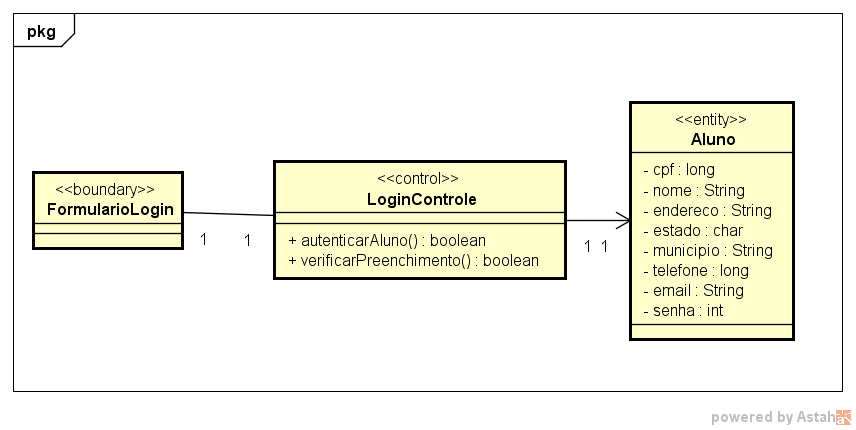 pkg
<<boundary>>
FormularioLogin
1
1
<<control>>
LoginControle
+ autenticarAluno() : boolean
+ verificarPreenchimento() : boolean
1
1
<<entity>>
Aluno
- cpf : long
- nome : String
- endereco : String
- estado : char
- municipio : String
- telefone : long
- email : String
- senha : int
powered by Astah